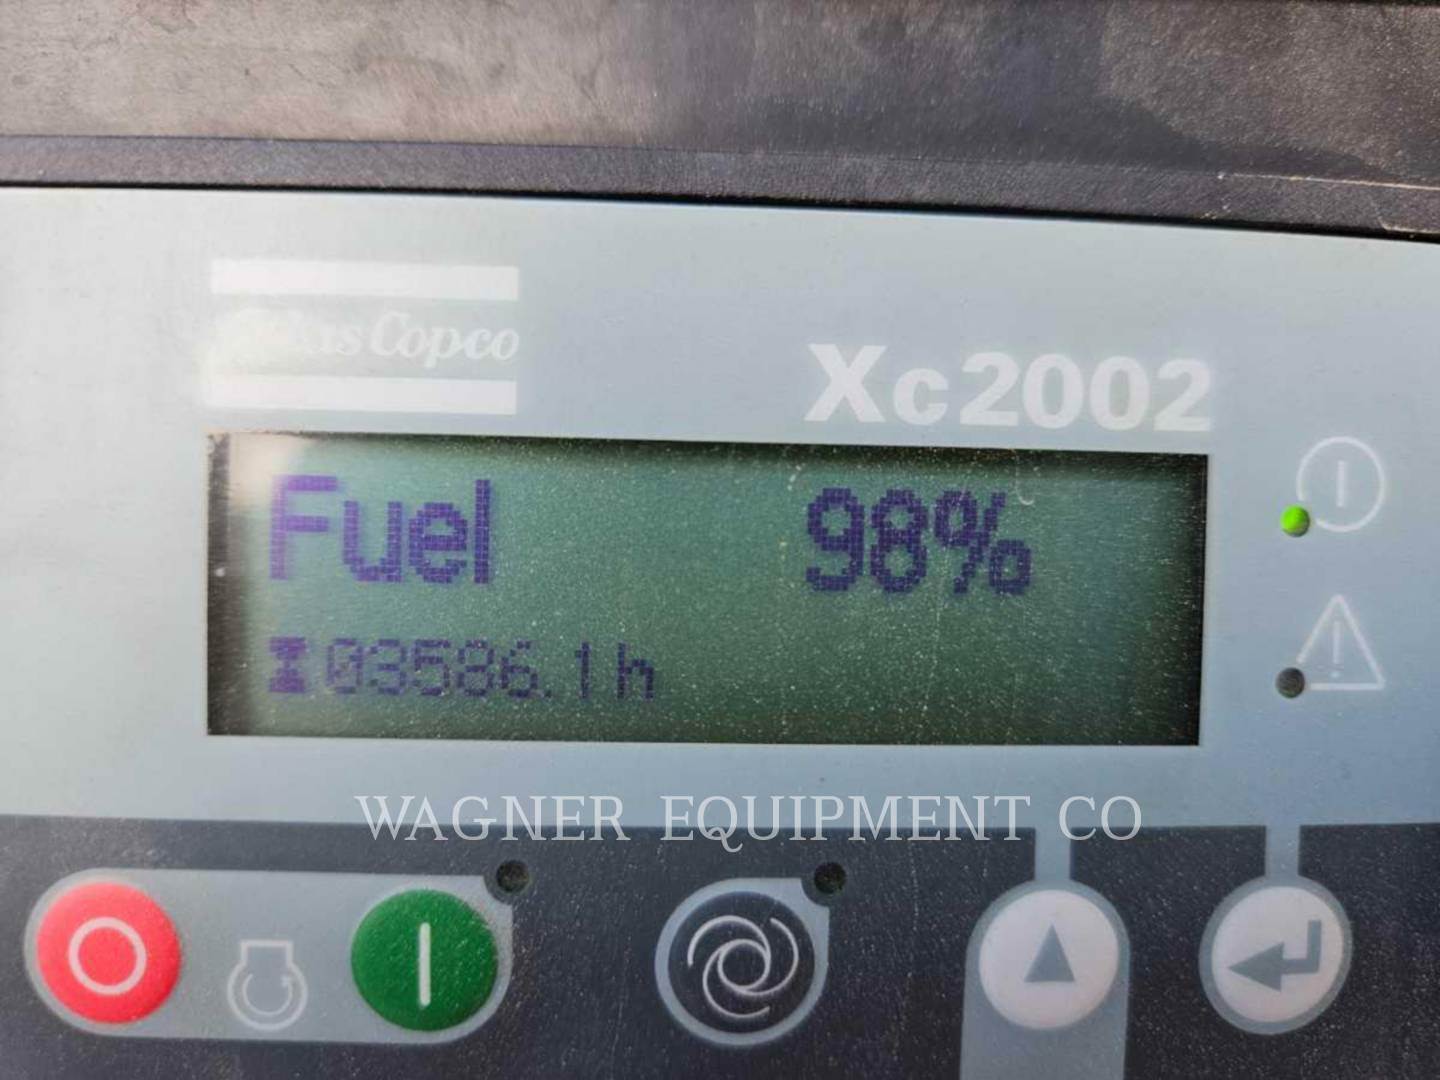 Atlas Copco
Xc2002
Fuel 98%
03586.1h
WAGNER EQUIPMENT CO